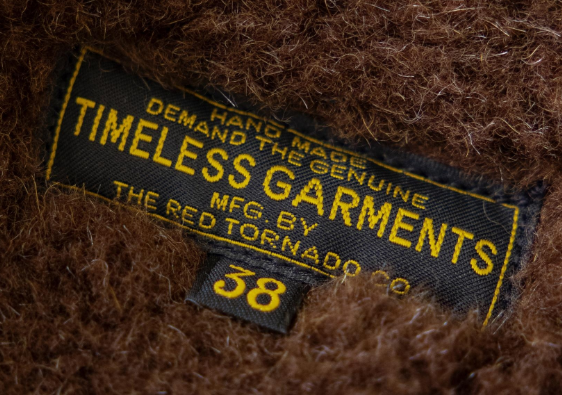 HAND MADE
DEMAND THE GENUINE
TIMELESS GARMENTS
MFG. BY
THE RED TORNADO CO.
38